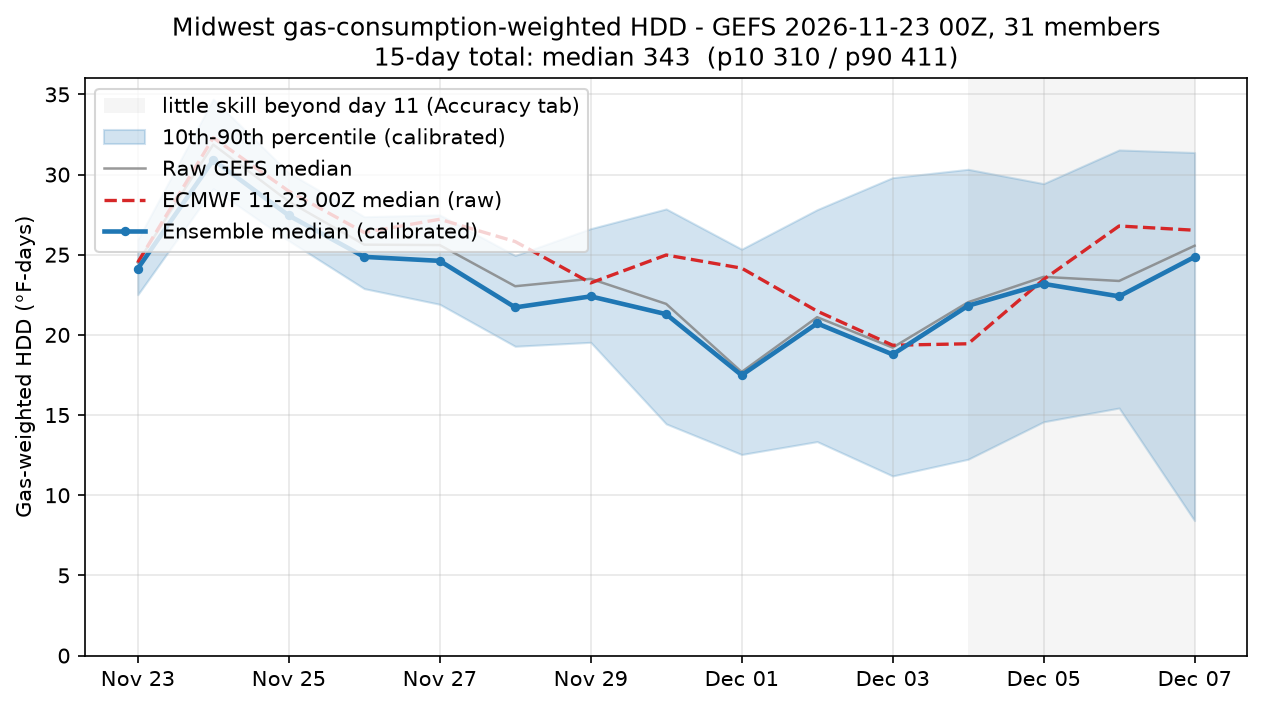 Midwest gas-consumption-weighted HDD - GEFS 2026-11-23 00Z, 31 members
15-day total: median 343  (p10 310 / p90 411)
little skill beyond day 11 (Accuracy tab)
10th-90th percentile (calibrated)
Raw GEFS median
ECMWF 11-23 00Z median (raw)
Ensemble median (calibrated)
Gas-weighted HDD (°F-days)
35
30
25
20
15
10
5
0
Nov 23 Nov 25 Nov 27 Nov 29 Dec 01 Dec 03 Dec 05 Dec 07